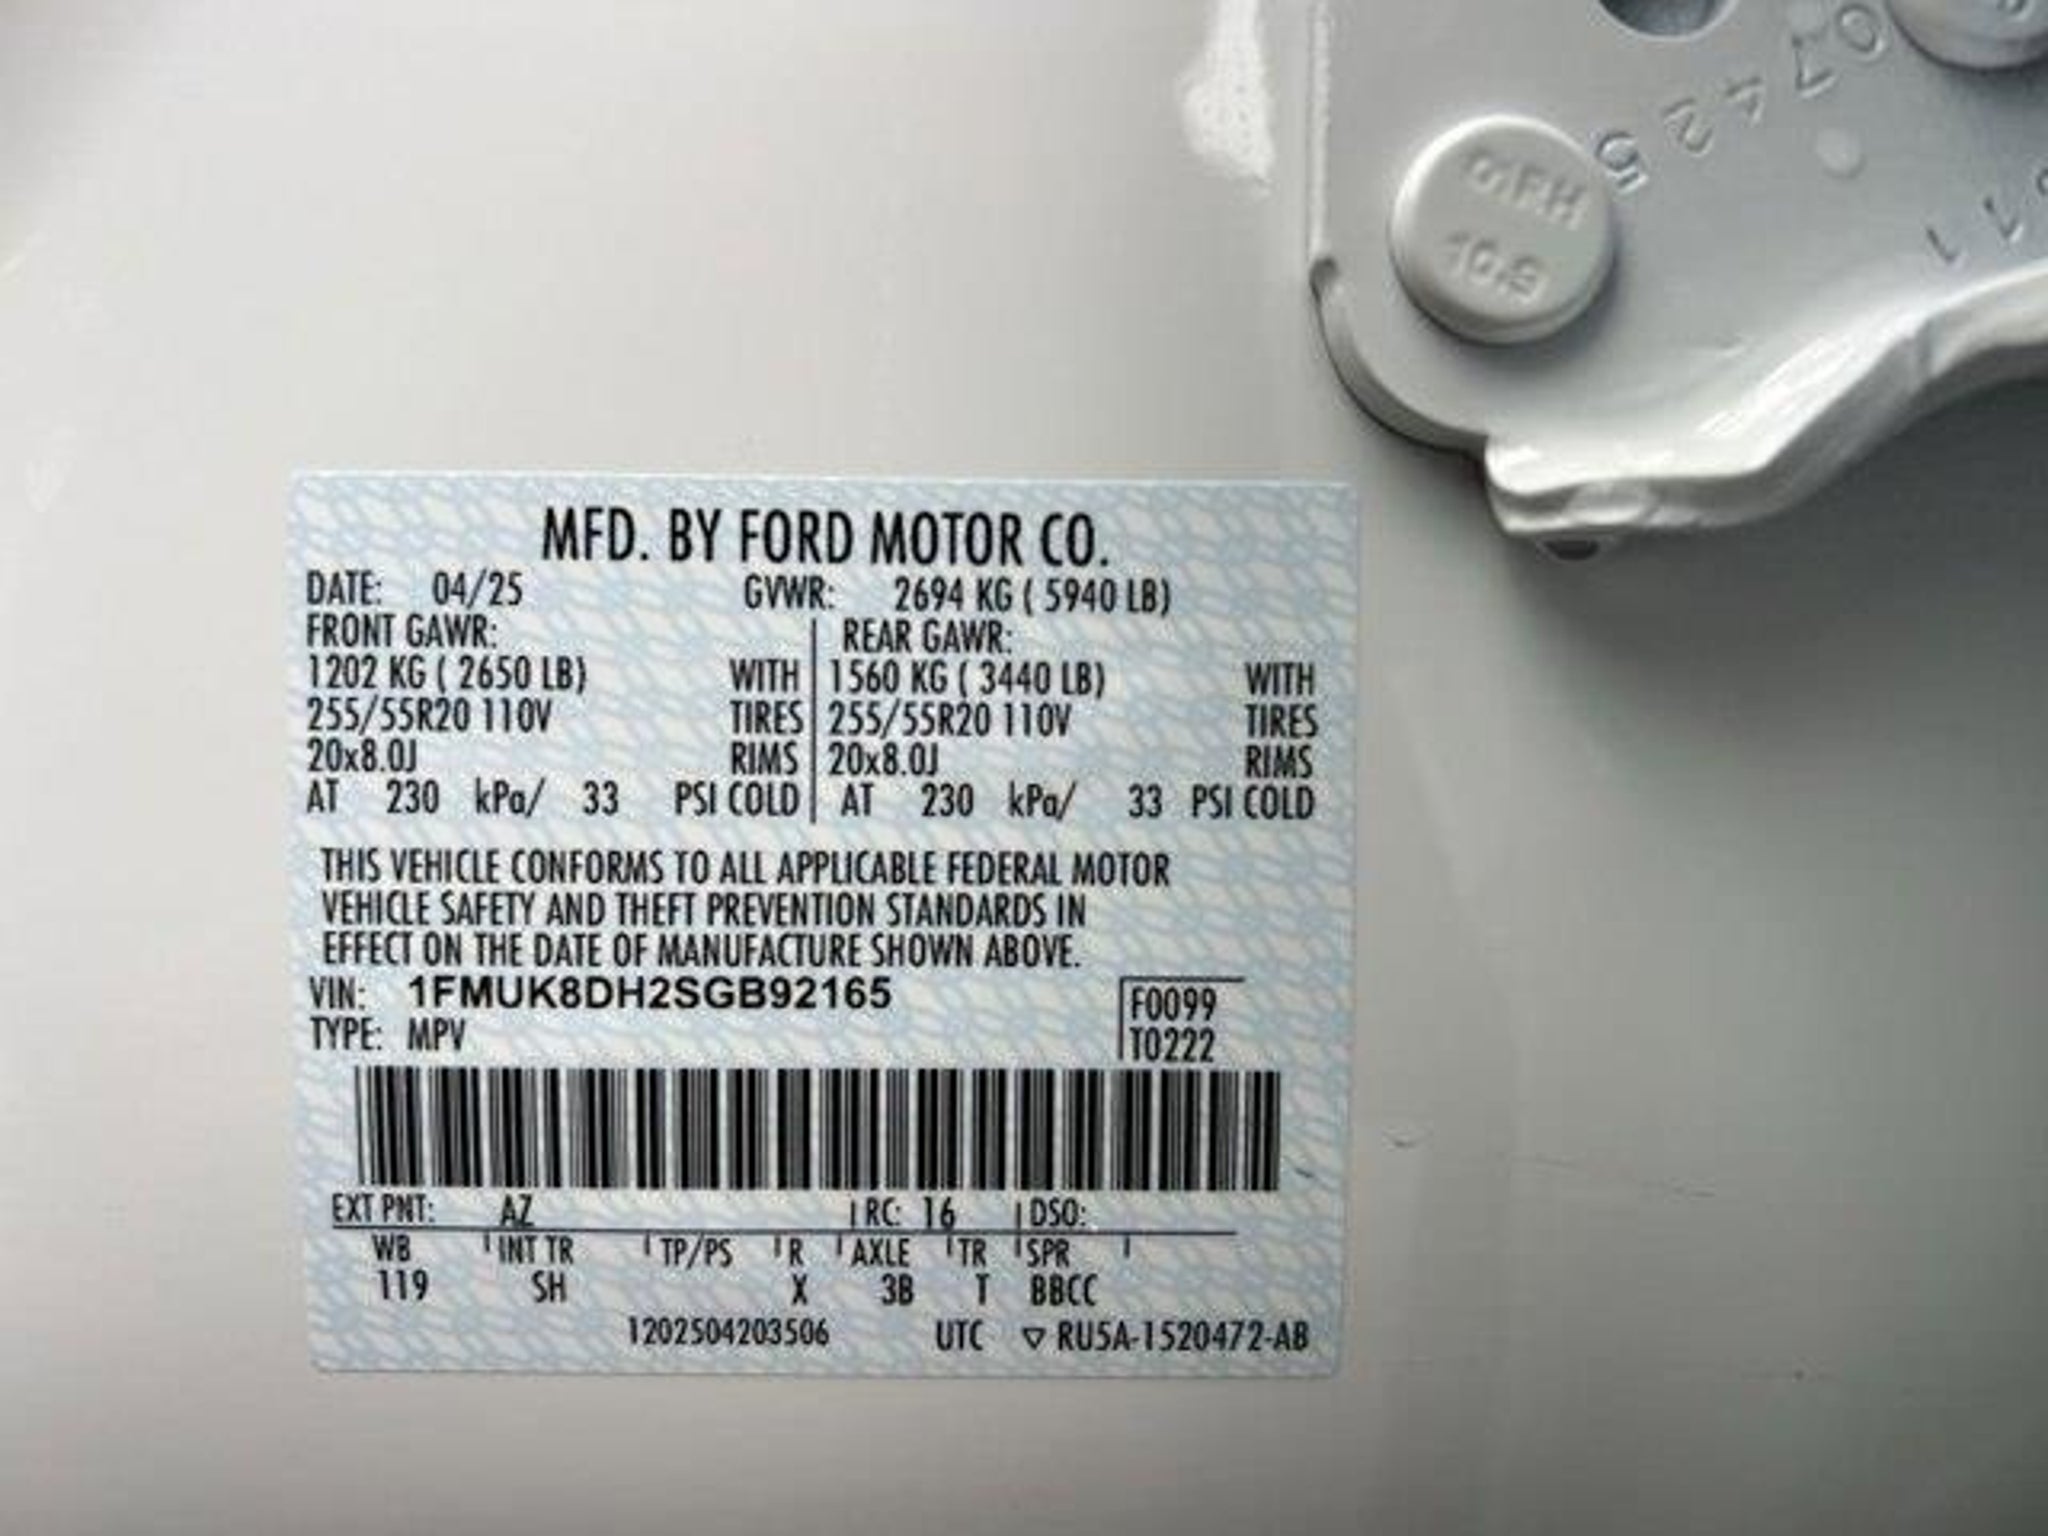 07425
10.9
11
MFD. BY FORD MOTOR CO.
DATE: 04/25 GVWR: 2694 KG ( 5940 LB)
FRONT GAWR: REAR GAWR:
1202 KG ( 2650 LB) WITH 1560 KG ( 3440 LB) WITH
255/55R20 110V TIRES 255/55R20 110V TIRES
20x8.0J RIMS 20x8.0J RIMS
AT 230 kPa/ 33 PSI COLD AT 230 kPa/ 33 PSI COLD
THIS VEHICLE CONFORMS TO ALL APPLICABLE FEDERAL MOTOR
VEHICLE SAFETY AND THEFT PREVENTION STANDARDS IN
EFFECT ON THE DATE OF MANUFACTURE SHOWN ABOVE.
VIN: 1FMUK8DH2SGB92165 F0099
TYPE: MPV T0222
EXT PNT: AZ RC: 16 DSO:
WB INT TR TP/PS R AXLE TR SPR
119 SH X 3B T BBCC
1202504203506 UTC ▽ RU5A-1520472-AB